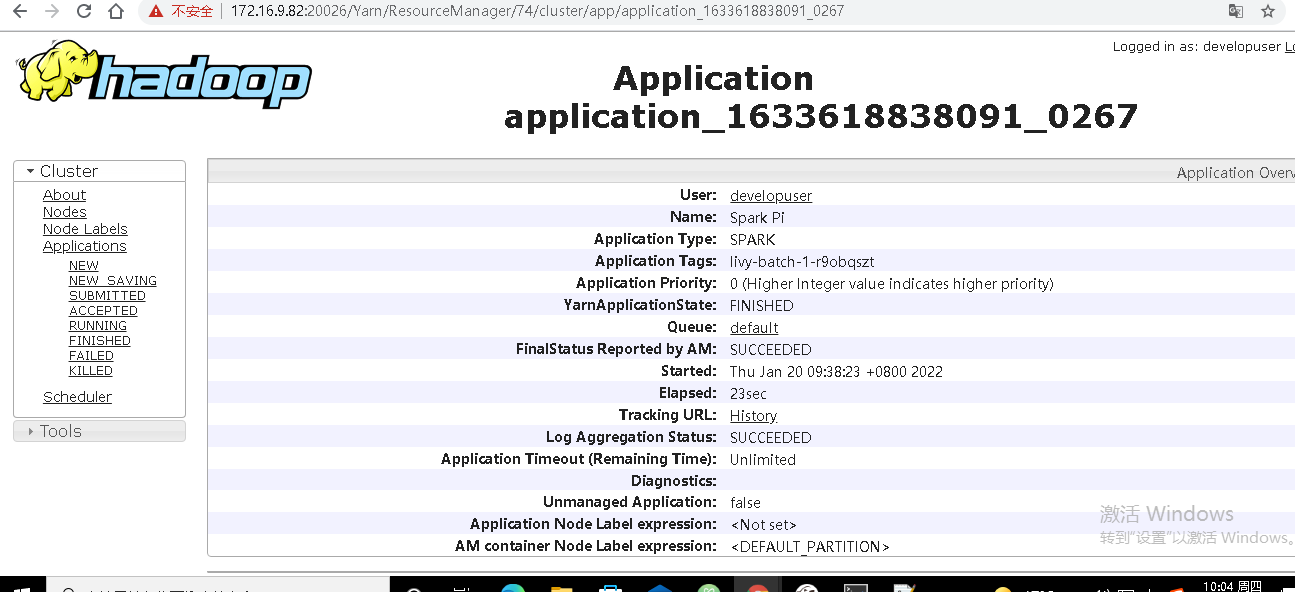 不安全 172.16.9.82:20026/Yarn/ResourceManager/74/cluster/app/application_1633618838091_0267
Logged in as: developuser
hadoop
Application
application_1633618838091_0267
Cluster
About
Nodes
Node Labels
Applications
NEW
NEW_SAVING
SUBMITTED
ACCEPTED
RUNNING
FINISHED
FAILED
KILLED
Scheduler
Tools
Application
User: developuser
Name: Spark Pi
Application Type: SPARK
Application Tags: livy-batch-1-r9obqszt
Application Priority: 0 (Higher Integer value indicates higher priority)
YarnApplicationState: FINISHED
Queue: default
FinalStatus Reported by AM: SUCCEEDED
Started: Thu Jan 20 09:38:23 +0800 2022
Elapsed: 23sec
Tracking URL: History
Log Aggregation Status: SUCCEEDED
Application Timeout (Remaining Time): Unlimited
Diagnostics:
Unmanaged Application: false
Application Node Label expression: <Not set>
AM container Node Label expression: <DEFAULT_PARTITION>
激活 Windows
转到"设置"以激活 Windows。
10:04 周四